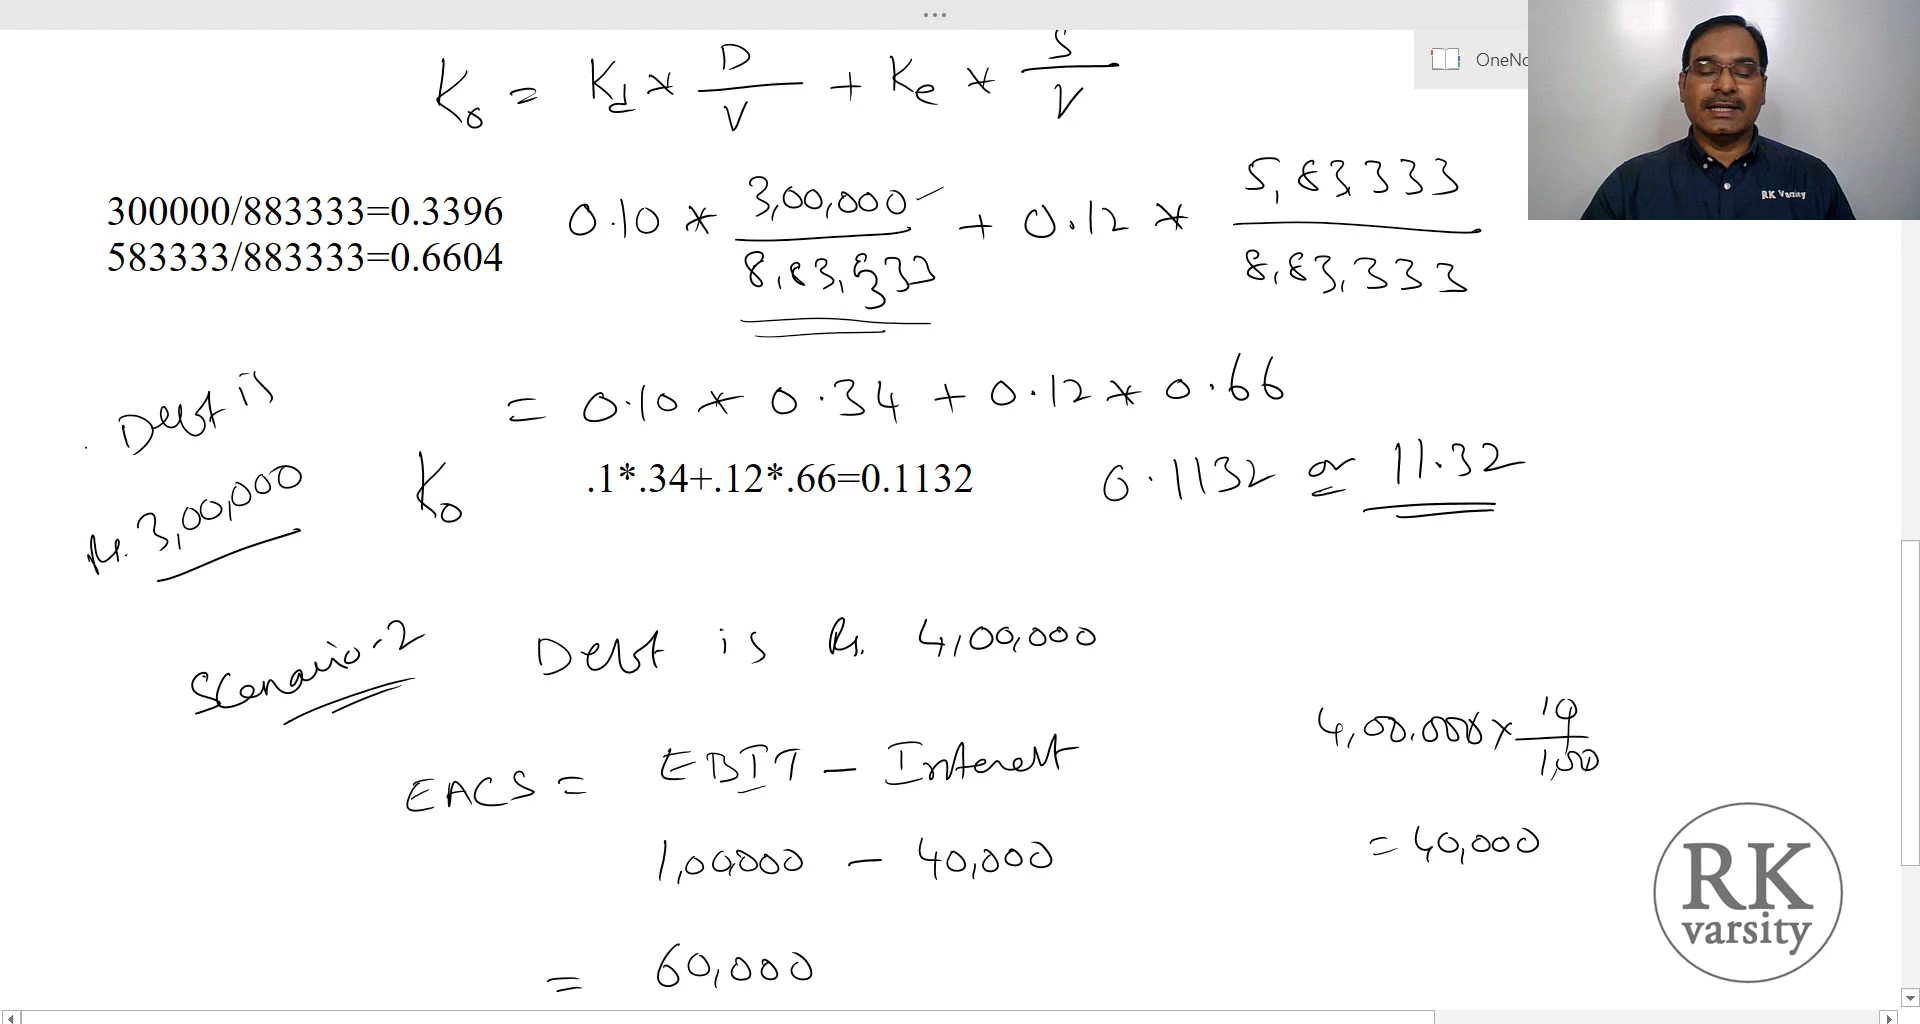 ...
OneNo
K₀ = Kd * D/V + Ke * S/V
300000/883333=0.3396
583333/883333=0.6604
0.10 * 3,00,000/8,83,333 + 0.12 * 5,83,333/8,83,333
= 0.10 * 0.34 + 0.12 * 0.66
Debt is
Rs. 3,00,000
K₀ .1*.34+.12*.66=0.1132 0.1132 or 11.32
Scenario-2 Debt is Rs. 4,00,000
EACS = EBIT - Interest
4,00,000 x 10/100
= 40,000
1,00,000 - 40,000
= 60,000
RK Varsity
RK
varsity